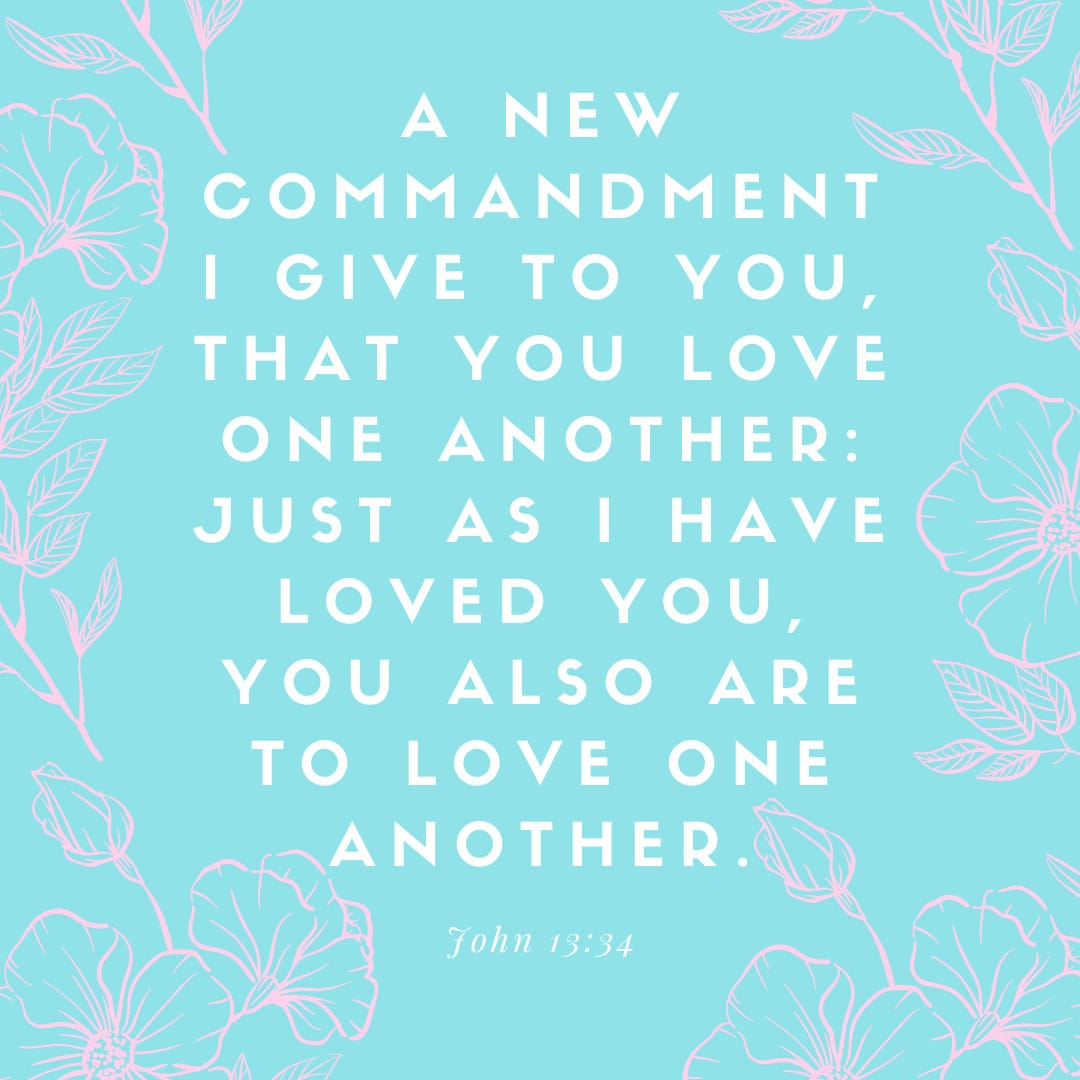 A NEW
COMMANDMENT
I GIVE TO YOU,
THAT YOU LOVE
ONE ANOTHER:
JUST AS I HAVE
LOVED YOU,
YOU ALSO ARE
TO LOVE ONE
ANOTHER.
John 13:34